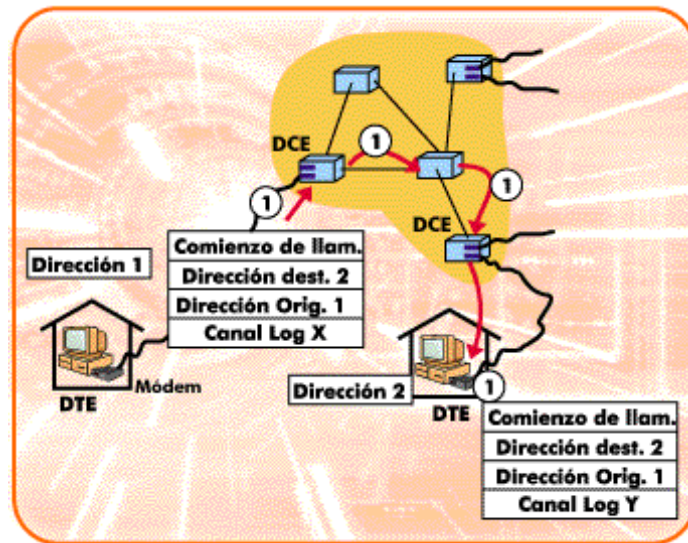 DCE
1
1
1
DCE
Dirección 1
Comienzo de llam.
Dirección dest. 2
Dirección Orig. 1
Canal Log X
Módem
DTE
Dirección 2
1
DTE
Comienzo de llam.
Dirección dest. 2
Dirección Orig. 1
Canal Log Y